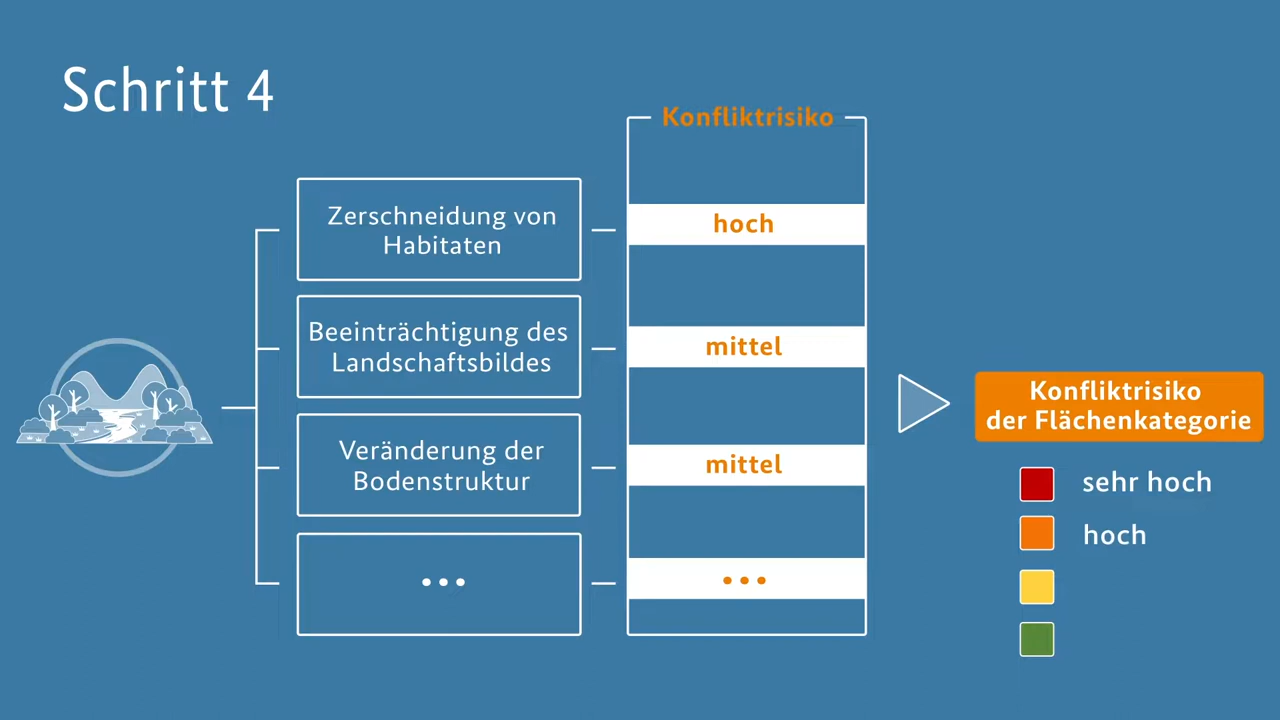 Schritt 4
Konfliktrisiko
Zerschneidung von
Habitaten
hoch
Beeinträchtigung des
Landschaftsbildes
mittel
Veränderung der
Bodenstruktur
mittel
...
...
Konfliktrisiko
der Flächenkategorie
sehr hoch
hoch